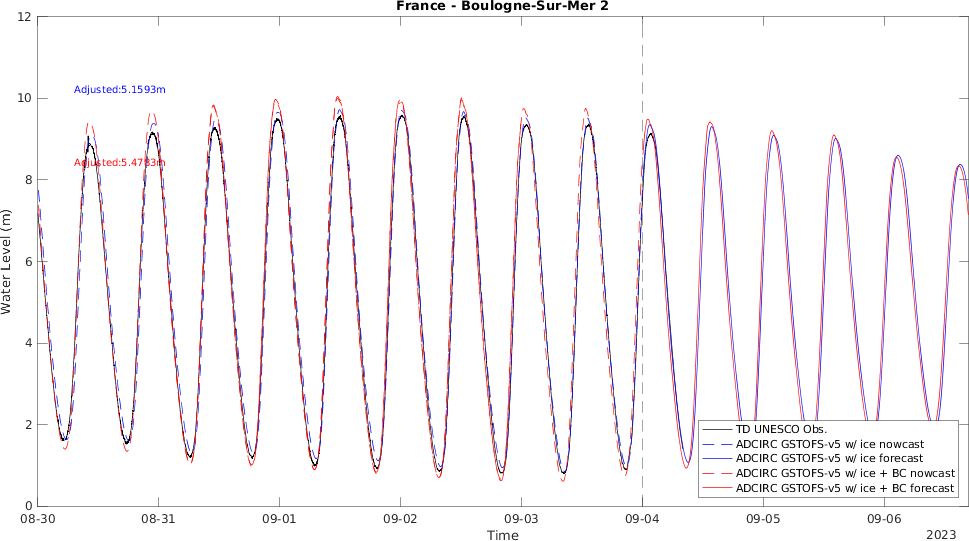 France - Boulogne-Sur-Mer 2
12
10
8
6
4
2
0
Water Level (m)
Adjusted:5.1593m
Adjusted:5.4793m
TD UNESCO Obs.
ADCIRC GSTOFS-v5 w/ ice nowcast
ADCIRC GSTOFS-v5 w/ ice forecast
ADCIRC GSTOFS-v5 w/ ice + BC nowcast
ADCIRC GSTOFS-v5 w/ ice + BC forecast
08-30 08-31 09-01 09-02 09-03 09-04 09-05 09-06
Time
2023